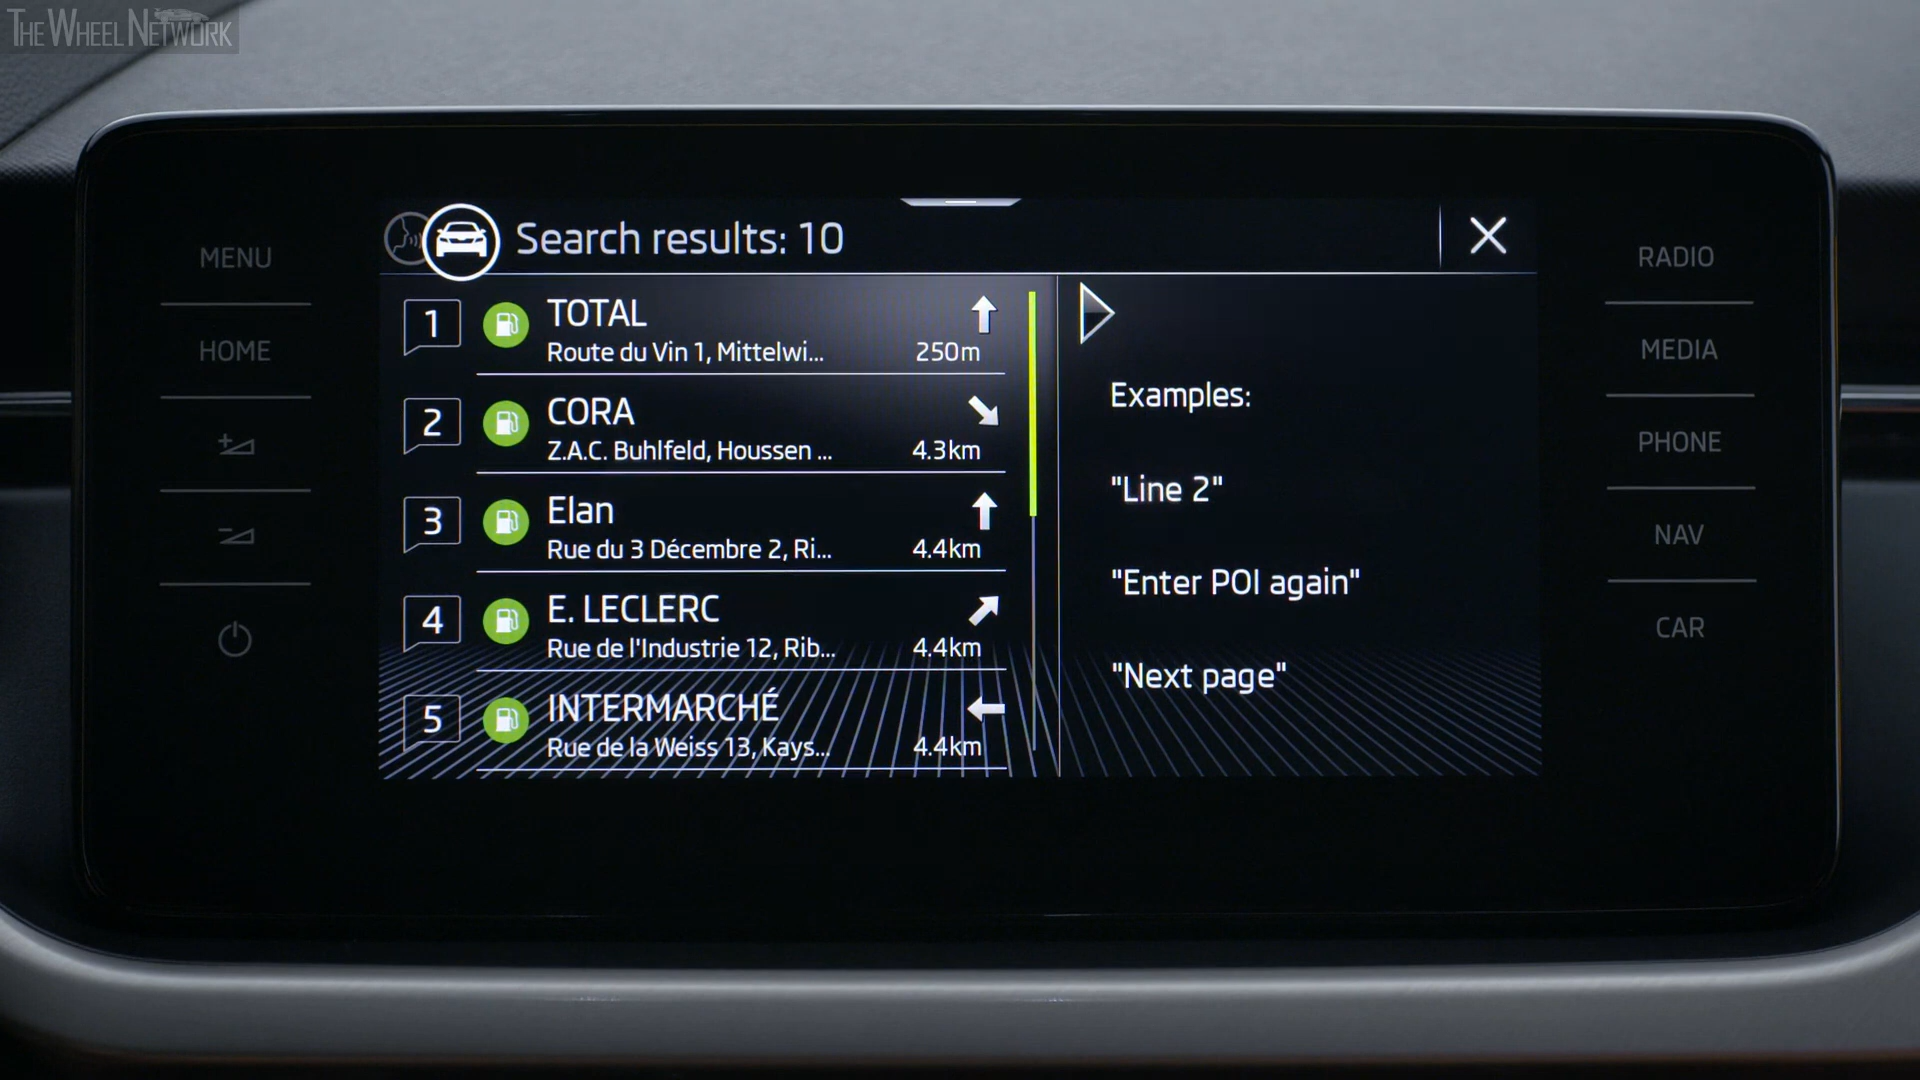 THE WHEEL NETWORK
MENU
HOME
RADIO
MEDIA
PHONE
NAV
CAR
Search results: 10
1
TOTAL
Route du Vin 1, Mittelwi...
250m
2
CORA
Z.A.C. Buhlfeld, Houssen ...
4.3km
3
Elan
Rue du 3 Décembre 2, Ri...
4.4km
4
E. LECLERC
Rue de l'Industrie 12, Rib...
4.4km
5
INTERMARCHÉ
Rue de la Weiss 13, Kays...
4.4km
Examples:
"Line 2"
"Enter POI again"
"Next page"